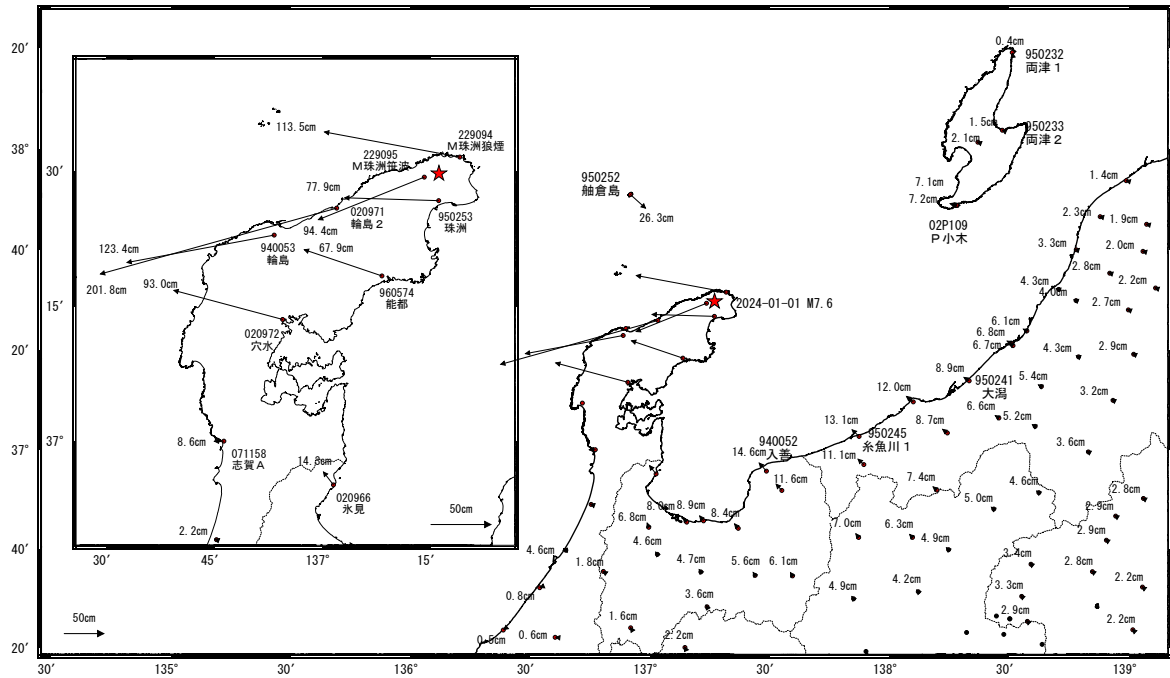 20′
38°
40′
20′
37°
40′
20′
30′
135°
30′
136°
30′
137°
30′
138°
30′
139°
30′
15′
37°
30′
45′
137°
15′
113.5cm
229094
M珠洲狼煙
229095
M珠洲笹波
77.9cm
020971
輪島2
94.4cm
950253
珠洲
123.4cm
940053
輪島
67.9cm
201.8cm
93.0cm
960574
能都
020972
穴水
8.6cm
071158
志賀A
14.3cm
020966
氷見
2.2cm
50cm
50cm
0.4cm
950232
両津1
1.5cm
950233
両津2
2.1cm
7.1cm
7.2cm
02P109
P小木
950252
舳倉島
26.3cm
2024-01-01 M7.6
1.4cm
2.3cm
1.9cm
3.3cm
2.0cm
2.8cm
4.3cm
4.0cm
2.2cm
2.7cm
6.1cm
6.8cm
6.7cm
4.3cm
2.9cm
8.9cm
950241
大潟
5.4cm
3.2cm
12.0cm
6.6cm
5.2cm
13.1cm
950245
糸魚川1
8.7cm
3.6cm
940052
入善
14.6cm
11.1cm
11.6cm
7.4cm
5.0cm
4.6cm
2.8cm
8.0cm
8.9cm
8.4cm
6.8cm
7.0cm
6.3cm
2.9cm
4.6cm
4.9cm
2.9cm
4.6cm
1.8cm
4.7cm
5.6cm
6.1cm
3.4cm
2.8cm
0.8cm
3.6cm
4.9cm
4.2cm
3.3cm
2.2cm
0.5cm
0.6cm
1.6cm
2.2cm
2.9cm
2.2cm